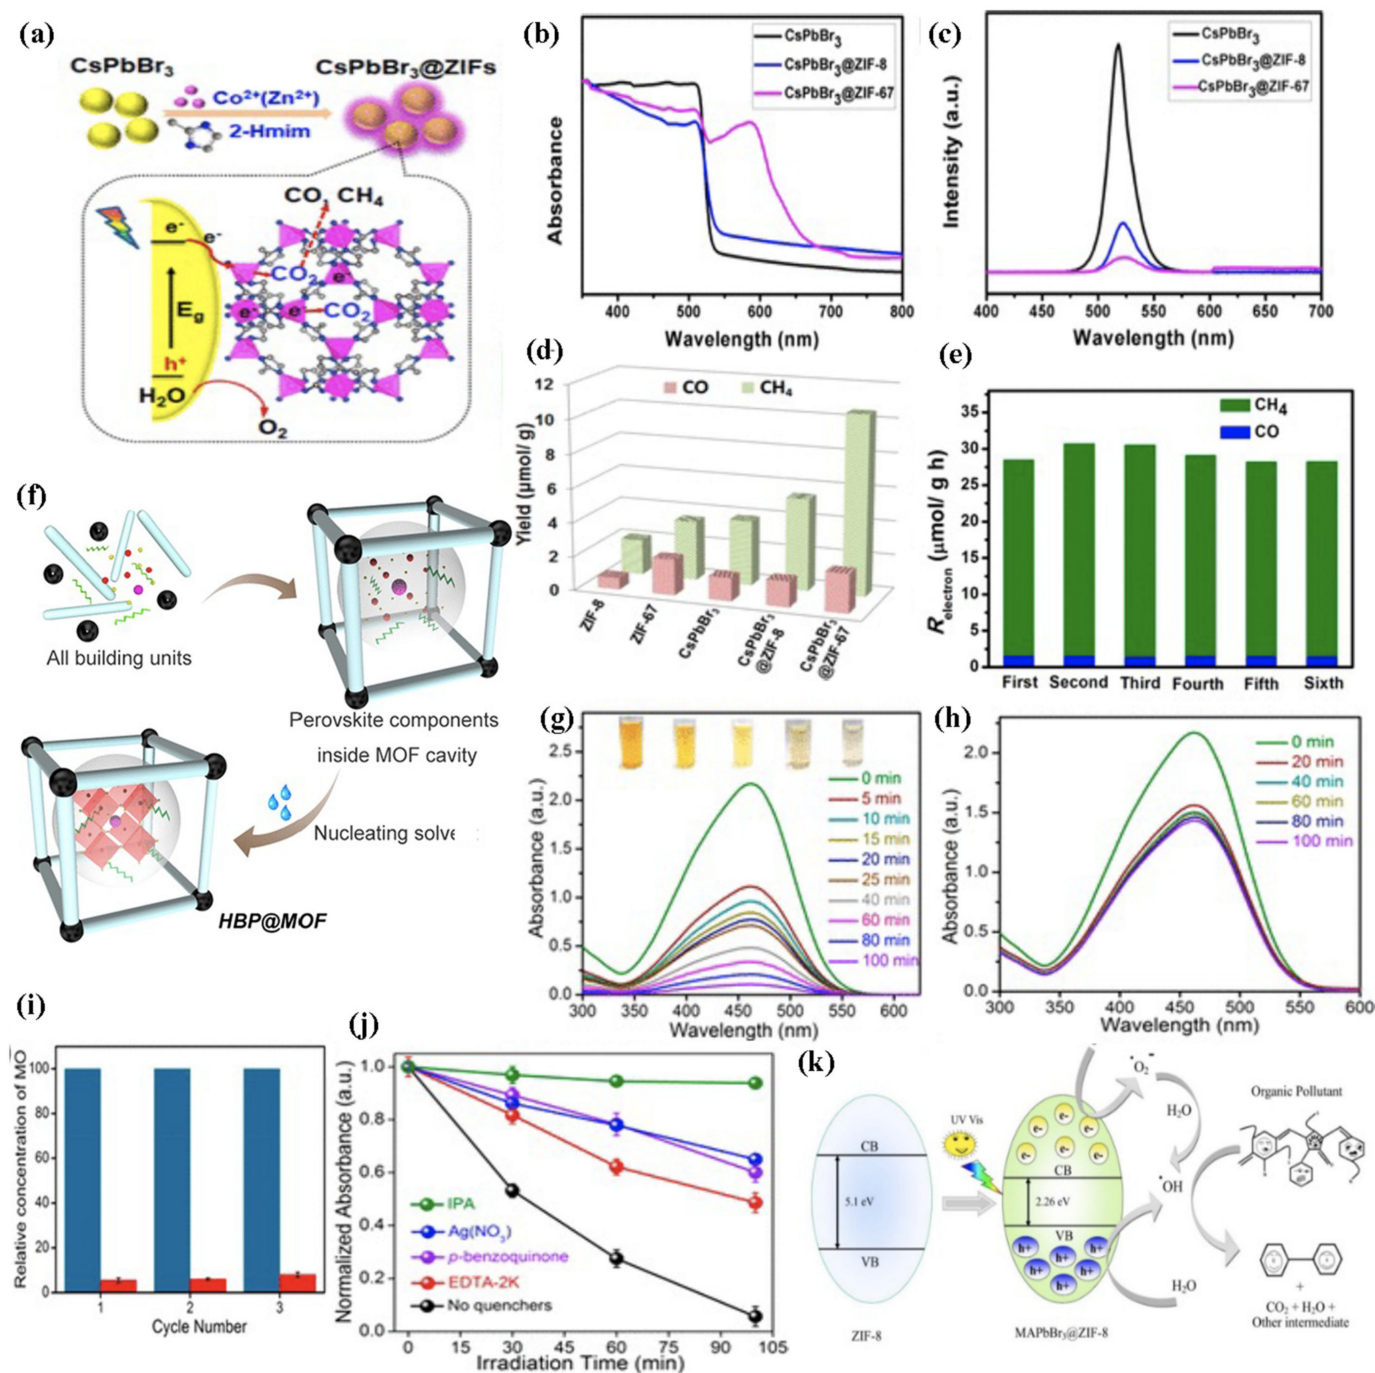 (a)
CsPbBr3
CsPbBr3@ZIFs
Co2+(Zn2+)
2-Hmim
CO, CH4
e-
e-
CO2
e-
Eg
e-
e-
CO2
h+
H2O
O2
(b)
CsPbBr3
CsPbBr3@ZIF-8
CsPbBr3@ZIF-67
Absorbance
400 500 600 700 800
Wavelength (nm)
(c)
CsPbBr3
CsPbBr3@ZIF-8
CsPbBr3@ZIF-67
Intensity (a.u.)
400 450 500 550 600 650 700
Wavelength (nm)
(d)
CO CH4
Yield (μmol/ g)
12
10
8
6
4
2
0
ZIF-8
ZIF-67
CsPbBr3
CsPbBr3
@ZIF-8
CsPbBr3
@ZIF-67
(e)
CH4
CO
Relectron (μmol/ g h)
35
30
25
20
15
10
5
0
First Second Third Fourth Fifth Sixth
(f)
All building units
Perovskite components
inside MOF cavity
Nucleating solve
HBP@MOF
(g)
Absorbance (a.u.)
2.5
2.0
1.5
1.0
0.5
0.0
0 min
5 min
10 min
15 min
20 min
25 min
40 min
60 min
80 min
100 min
300 350 400 450 500 550 600
Wavelength (nm)
(h)
Absorbance (a.u.)
2.0
1.5
1.0
0.5
0.0
0 min
20 min
40 min
60 min
80 min
100 min
300 350 400 450 500 550 600
Wavelength (nm)
(i)
Relative concentration of MO
100
80
60
40
20
0
1 2 3
Cycle Number
(j)
Normalized Absorbance (a.u.)
1.0
0.8
0.6
0.4
0.2
0.0
IPA
Ag(NO3)
p-benzoquinone
EDTA-2K
No quenchers
0 15 30 45 60 75 90 105
Irradiation Time (min)
(k)
CB
5.1 eV
VB
ZIF-8
UV Vis
e-
e-
e-
e-
e-
e-
CB
2.26 eV
VB
h+
h+
h+
h+
h+
h+
MAPbBr3@ZIF-8
·O2-
H2O
·OH
H2O
Organic Pollutant
+
CO2 + H2O +
Other intermediate